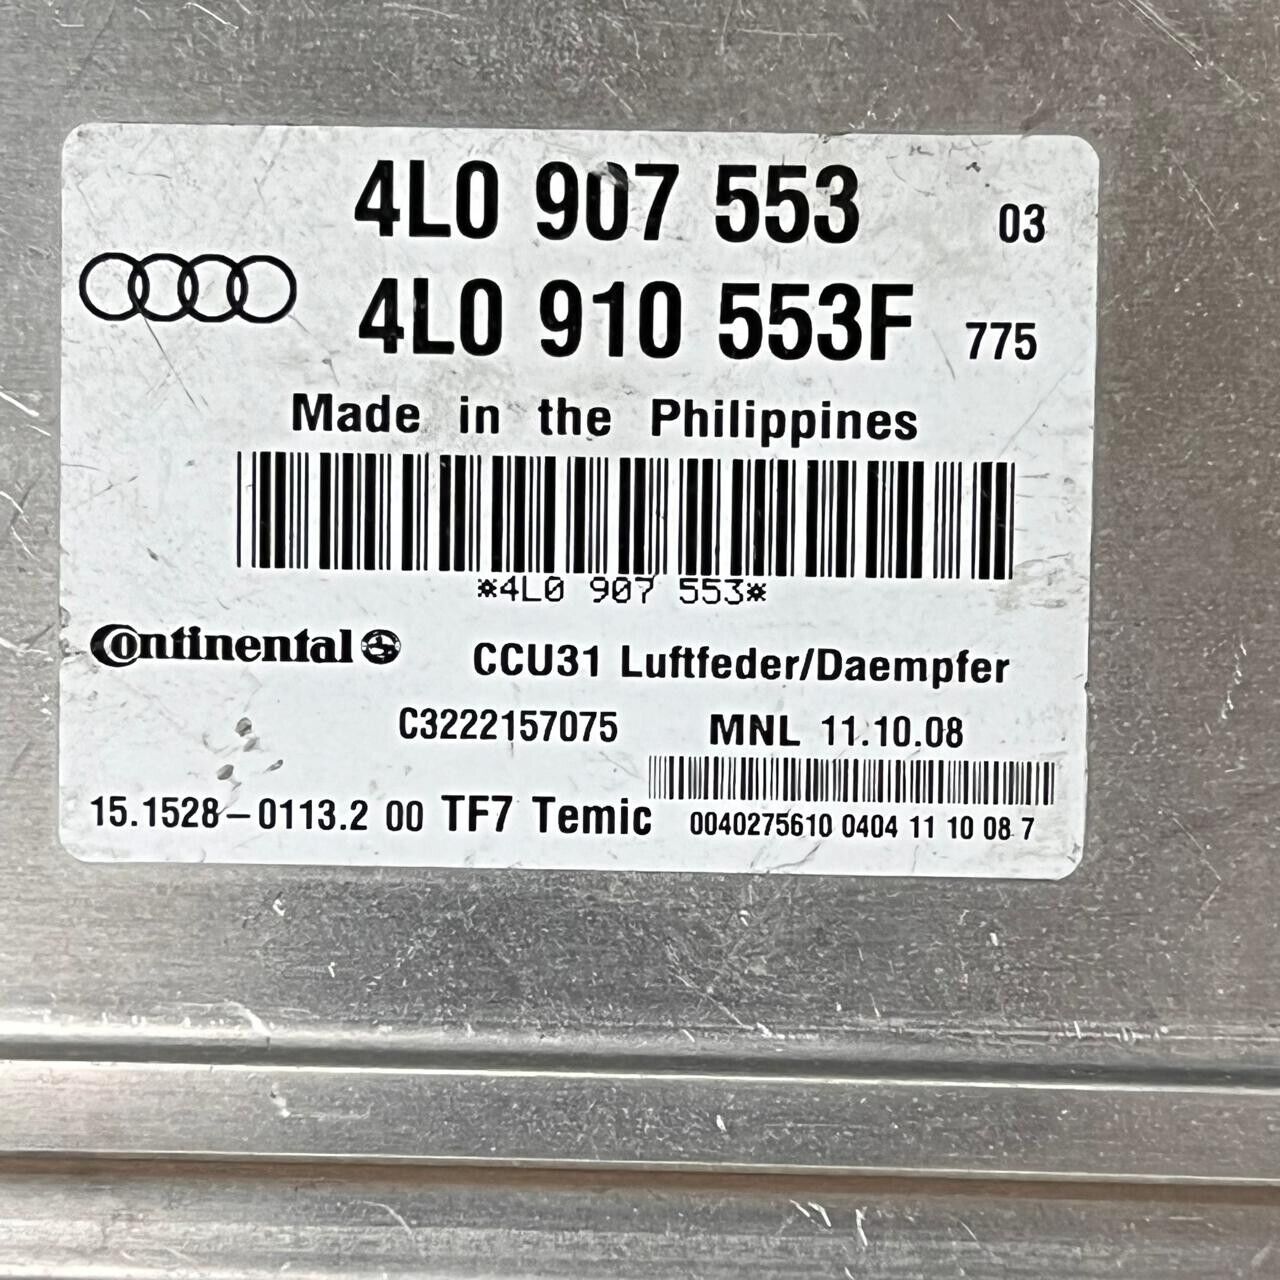 4L0 907 553 03
4L0 910 553F 775
Made in the Philippines
*4L0 907 553*
Continental CCU31 Luftfeder/Daempfer
C3222157075 MNL 11.10.08
15.1528-0113.2 00 TF7 Temic 0040275610 0404 11 10 08 7